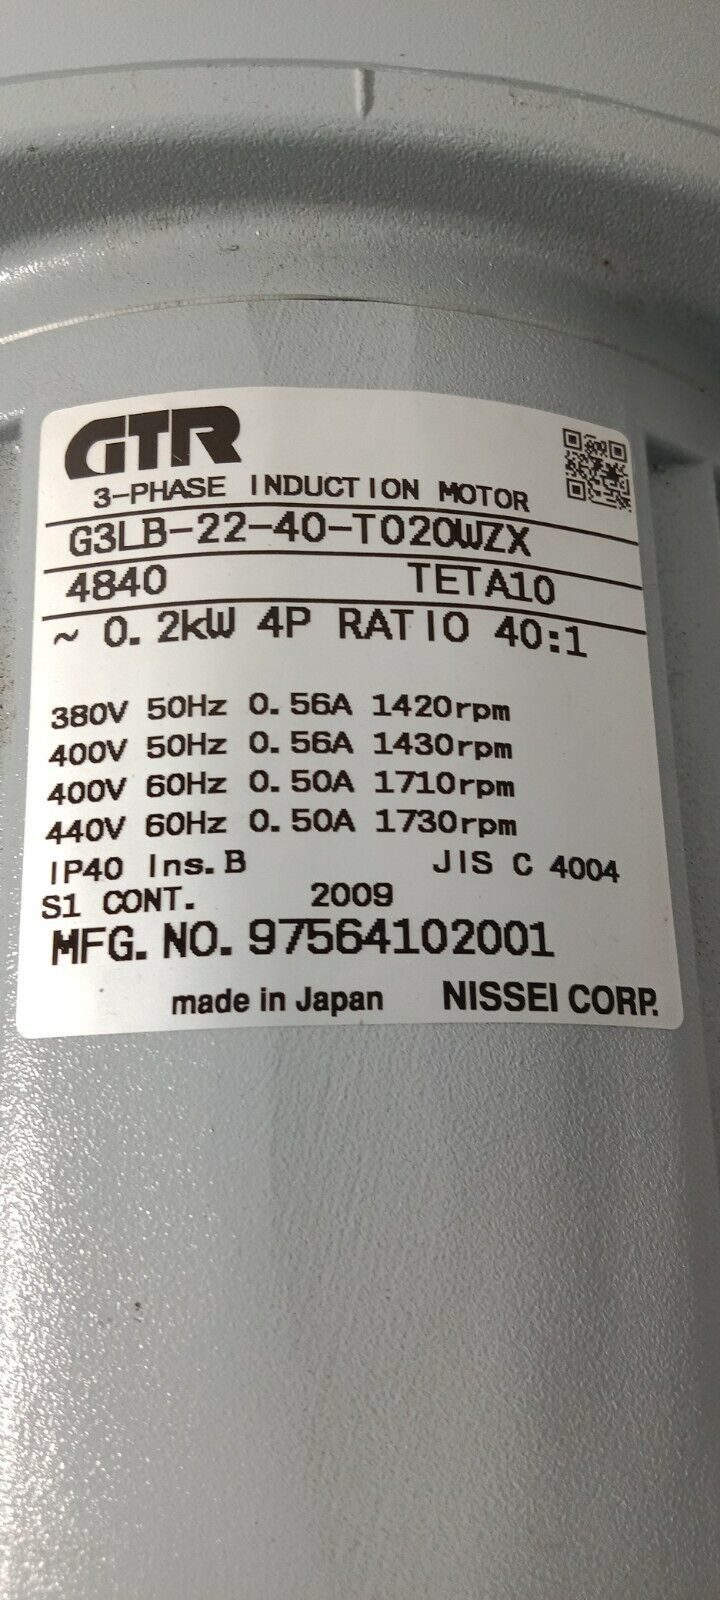 GTR
3-PHASE INDUCTION MOTOR
G3LB-22-40-T020WZX
4840 TETA10
~ 0.2kW 4P RATIO 40:1
380V 50Hz 0.56A 1420rpm
400V 50Hz 0.56A 1430rpm
400V 60Hz 0.50A 1710rpm
440V 60Hz 0.50A 1730rpm
IP40 Ins.B JIS C 4004
S1 CONT. 2009
MFG.NO.97564102001
made in Japan NISSEI CORP.